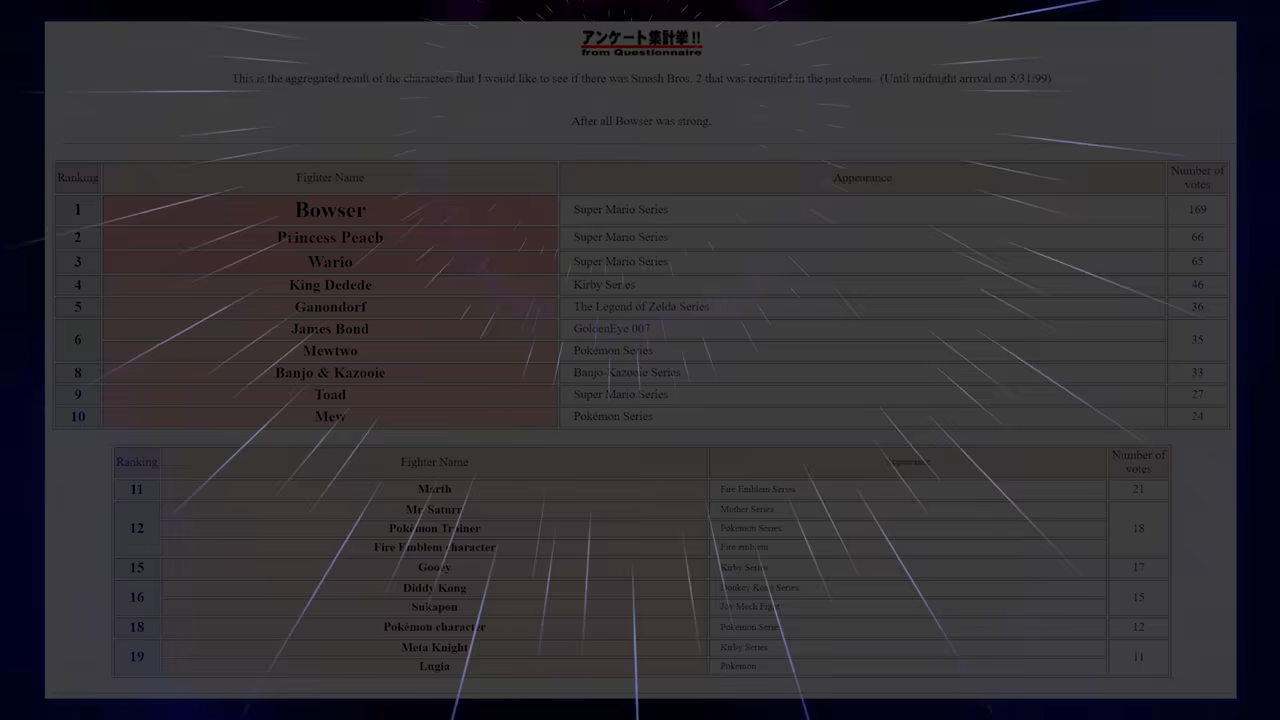 アンケート集計拳!!
from Questionnaire
This is the aggregated result of the characters that I would like to see if there was Smash Bros. 2 that was recruited in the post column. (Until midnight arrival on 5/31/99)
After all Bowser was strong.
Ranking Fighter Name Appearance Number of votes
1 Bowser Super Mario Series 169
2 Princess Peach Super Mario Series 66
3 Wario Super Mario Series 65
4 King Dedede Kirby Series 46
5 Ganondorf The Legend of Zelda Series 36
6 James Bond GoldenEye 007 35
Mewtwo Pokémon Series
8 Banjo & Kazooie Banjo-Kazooie Series 33
9 Toad Super Mario Series 27
10 Mew Pokémon Series 24
Ranking Fighter Name Appearance Number of votes
11 Marth Fire Emblem Series 21
12 Mr. Saturn Mother Series 18
Pokémon Trainer Pokemon Series
Fire Emblem character Fire emblem
15 Gooey Kirby Series 17
16 Diddy Kong Donkey Kong Series 15
Sukapon Joy Mech Fight
18 Pokémon character Pokemon Series 12
19 Meta Knight Kirby Series 11
Lugia Pokemon